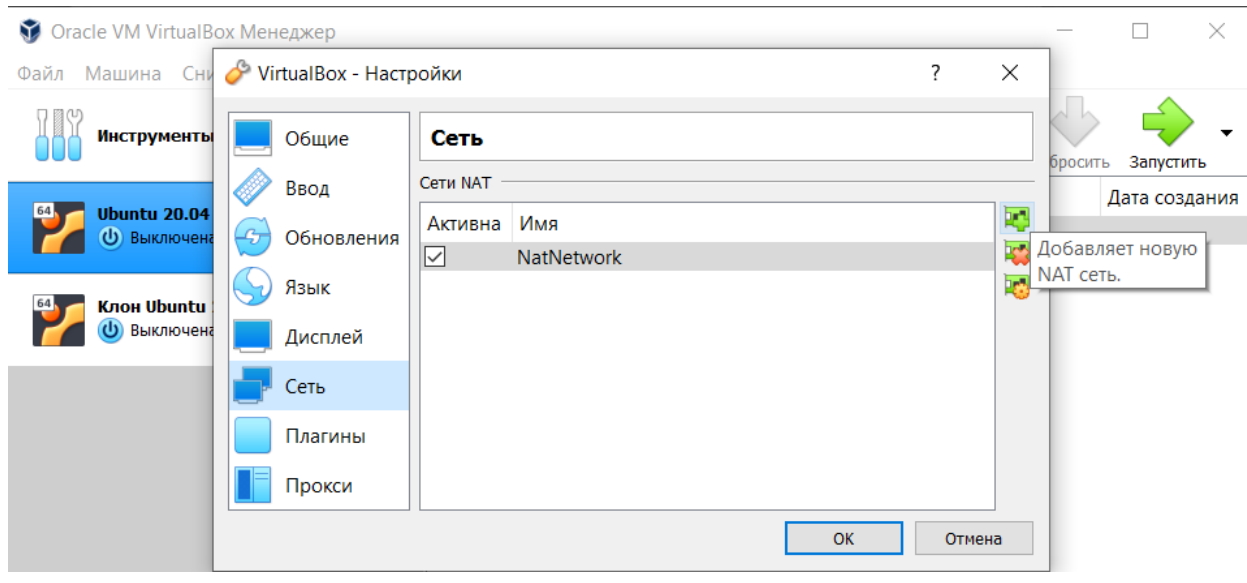 Oracle VM VirtualBox Менеджер
Файл Машина
VirtualBox - Настройки ?
Инструменты
64
Ubuntu 20.04
Выключена
64
Клон Ubuntu
Выключена
Общие
Ввод
Обновления
Язык
Дисплей
Сеть
Плагины
Прокси
Сеть
Сети NAT
Активна Имя
NatNetwork
Добавляет новую
NAT сеть.
OK Отмена
Запустить
Дата создания